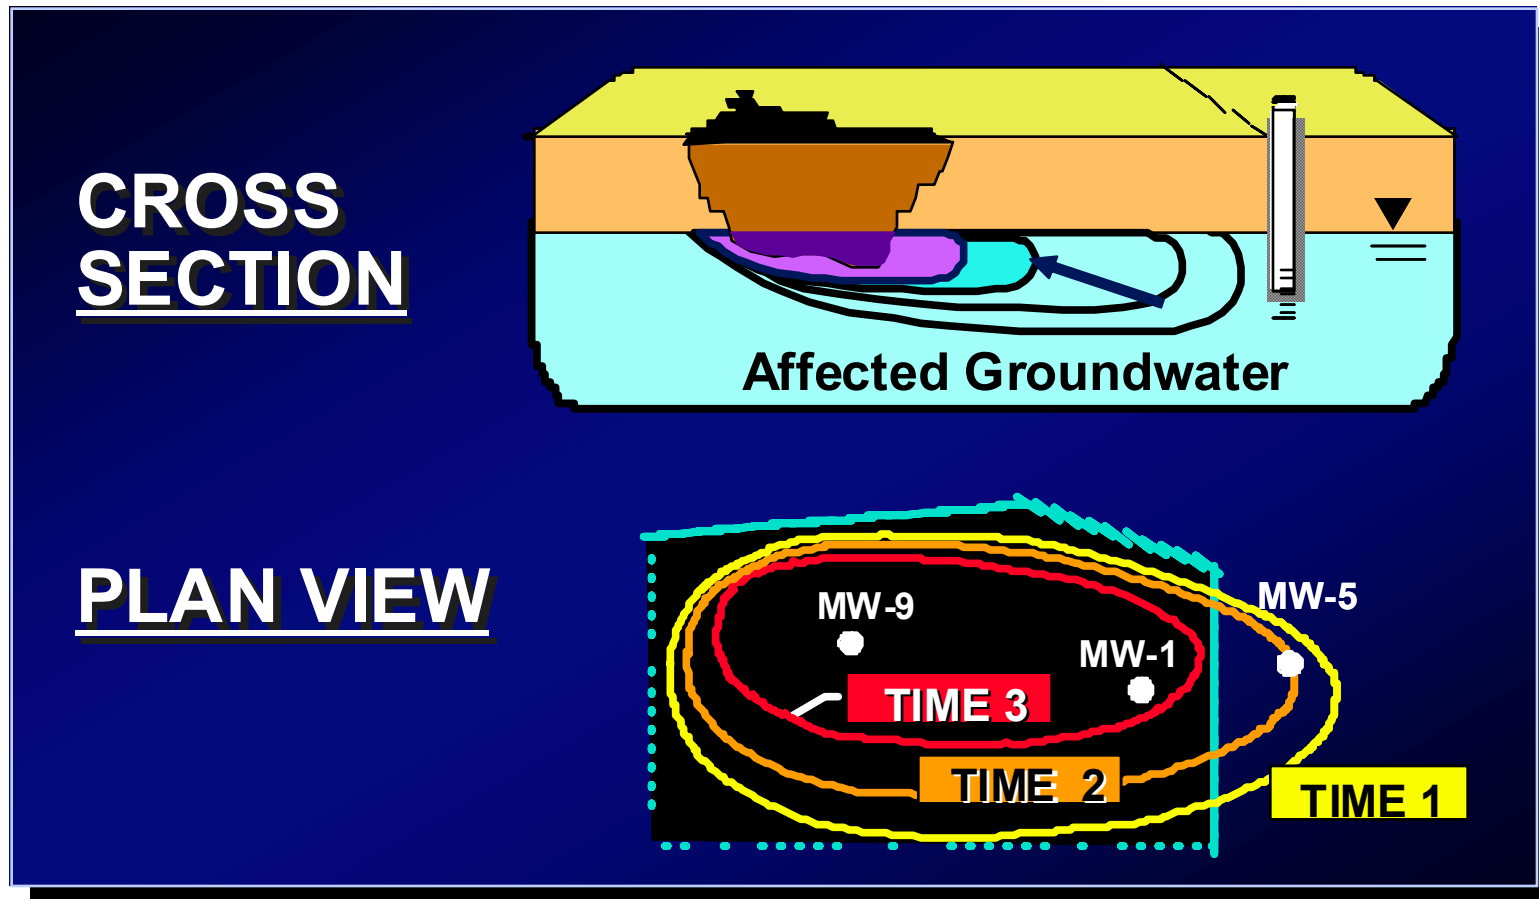 CROSS
SECTION
Affected Groundwater
PLAN VIEW
MW-9
MW-5
MW-1
TIME 3
TIME 2
TIME 1